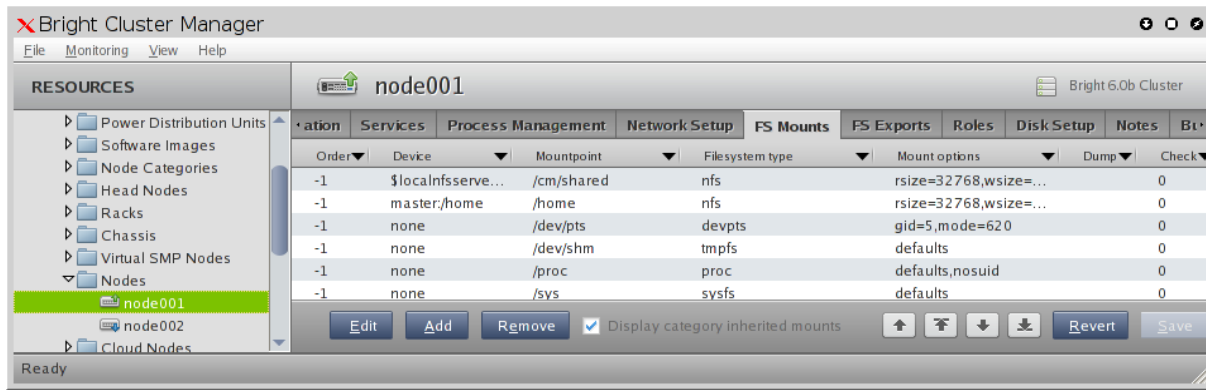 Bright Cluster Manager
File Monitoring View Help
RESOURCES
node001
Bright 6.0b Cluster
Power Distribution Units
Software Images
Node Categories
Head Nodes
Racks
Chassis
Virtual SMP Nodes
Nodes
node001
node002
Cloud Nodes
ation Services Process Management Network Setup FS Mounts FS Exports Roles Disk Setup Notes
Order Device Mountpoint Filesystem type Mount options Dump Check
-1 $localnfsserve... /cm/shared nfs rsize=32768,wsize=... 0
-1 master:/home /home nfs rsize=32768,wsize=... 0
-1 none /dev/pts devpts gid=5,mode=620 0
-1 none /dev/shm tmpfs defaults 0
-1 none /proc proc defaults,nosuid 0
-1 none /sys sysfs defaults 0
Edit Add Remove Display category inherited mounts Revert Save
Ready